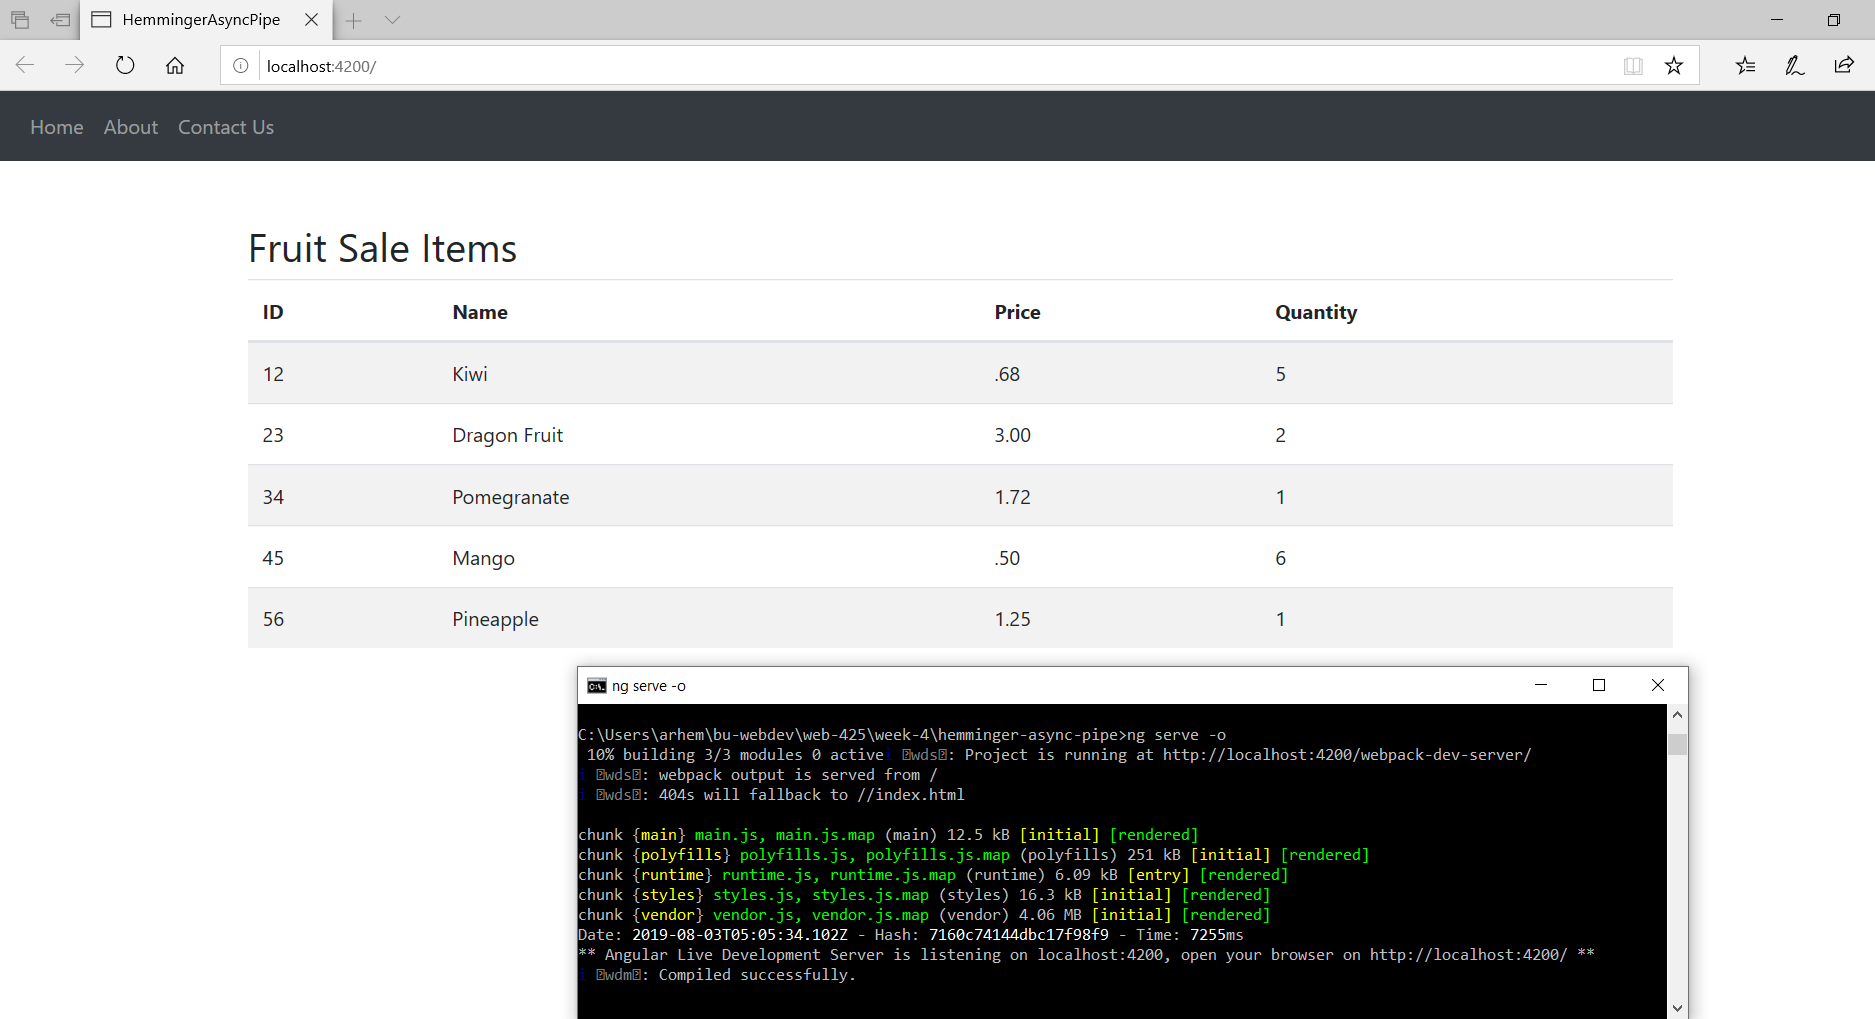 HemmingerAsyncPipe
localhost:4200/
Home About Contact Us
Fruit Sale Items
ID Name Price Quantity
12 Kiwi .68 5
23 Dragon Fruit 3.00 2
34 Pomegranate 1.72 1
45 Mango .50 6
56 Pineapple 1.25 1
ng serve -o
C:\Users\arhem\bu-webdev\web-425\week-4\hemminger-async-pipe>ng serve -o
10% building 3/3 modules 0 activei 「wds」: Project is running at http://localhost:4200/webpack-dev-server/
i 「wds」: webpack output is served from /
i 「wds」: 404s will fallback to //index.html
chunk {main} main.js, main.js.map (main) 12.5 kB [initial] [rendered]
chunk {polyfills} polyfills.js, polyfills.js.map (polyfills) 251 kB [initial] [rendered]
chunk {runtime} runtime.js, runtime.js.map (runtime) 6.09 kB [entry] [rendered]
chunk {styles} styles.js, styles.js.map (styles) 16.3 kB [initial] [rendered]
chunk {vendor} vendor.js, vendor.js.map (vendor) 4.06 MB [initial] [rendered]
Date: 2019-08-03T05:05:34.102Z - Hash: 7160c74144dbc17f98f9 - Time: 7255ms
** Angular Live Development Server is listening on localhost:4200, open your browser on http://localhost:4200/ **
i 「wdm」: Compiled successfully.